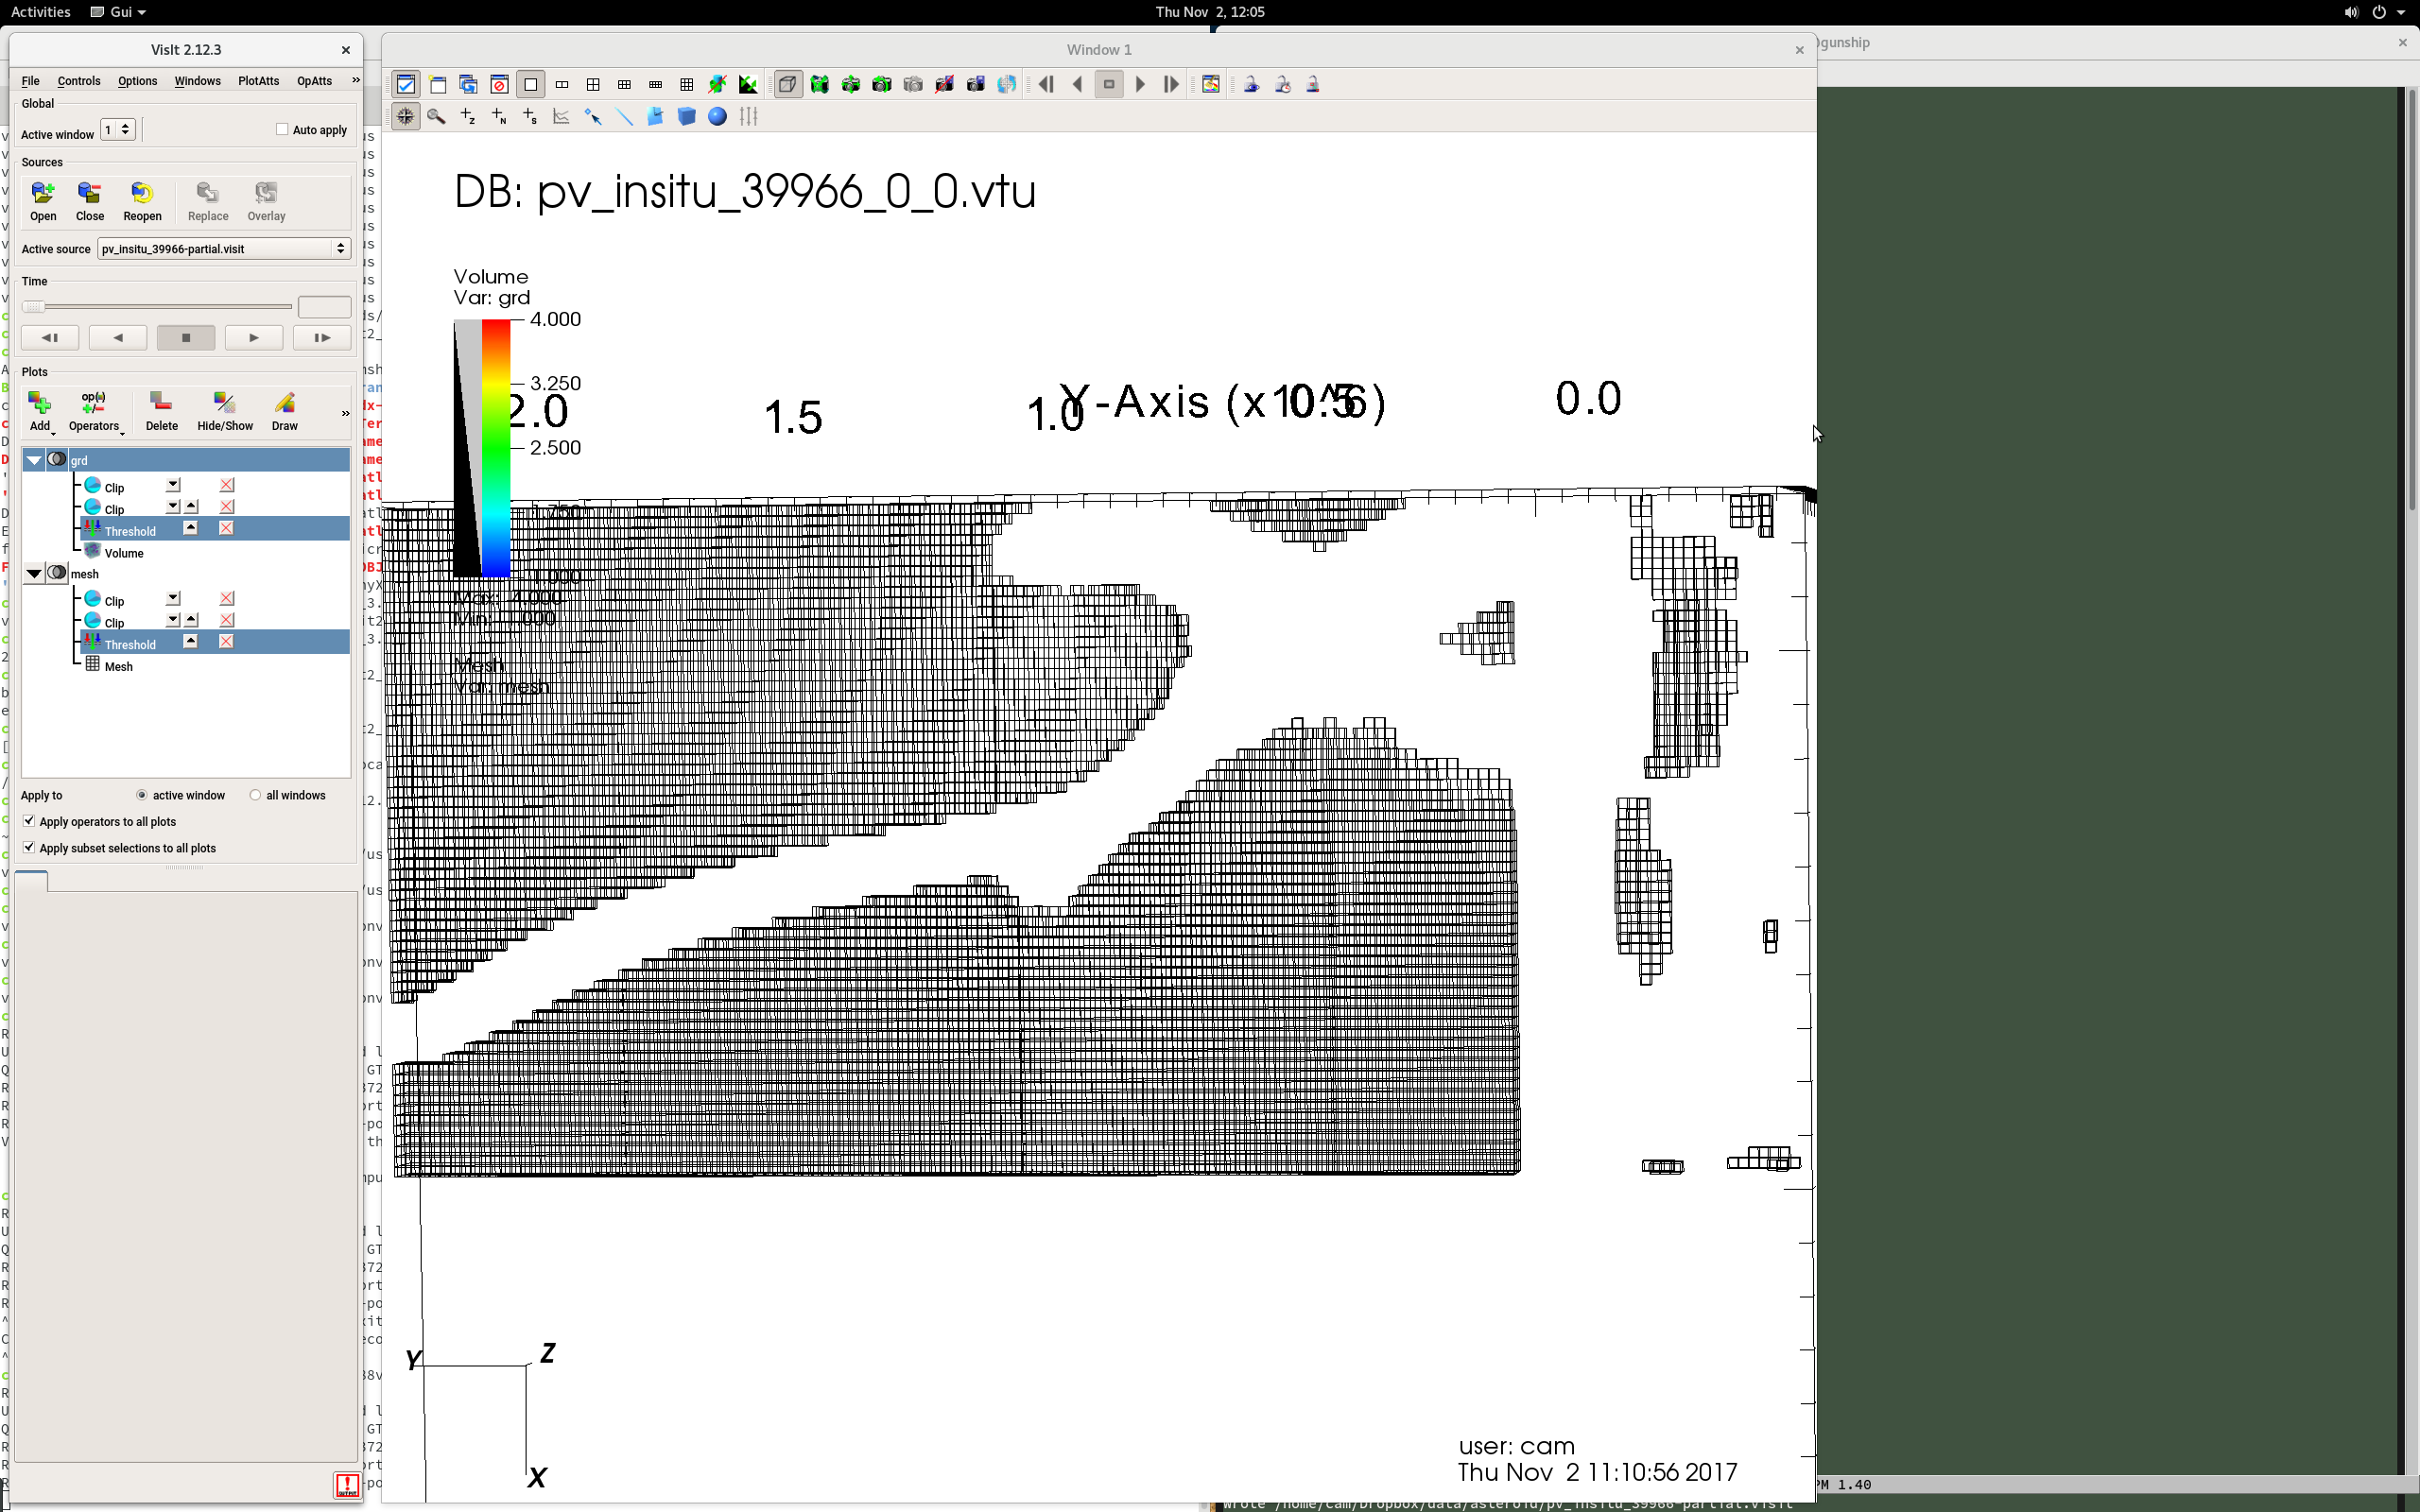 Activities Gui Thu Nov 2, 12:05
VisIt 2.12.3
File Controls Options Windows PlotAtts OpAtts »
Global
Active window 1 Auto apply
Sources
Open Close Reopen Replace Overlay
Active source pv_insitu_39966-partial.visit
Time
Plots
Add Operators Delete Hide/Show Draw »
grd
Clip
Clip
Threshold
Volume
mesh
Clip
Clip
Threshold
Mesh
Apply to active window all windows
Apply operators to all plots
Apply subset selections to all plots
Window 1
DB: pv_insitu_39966_0_0.vtu
Volume
Var: grd
4.000
3.250
2.500
1.750
1.000
Max: 4.000
Min: 1.000
Mesh
Var: mesh
2.0 1.5 1.0 0.5 0.0
Y-Axis (x10^6)
Y Z
X
user: cam
Thu Nov 2 11:10:56 2017
gunship
PM 1.40
Wrote /home/cam/Dropbox/data/asteroid/pv_insitu_39966-partial.visit